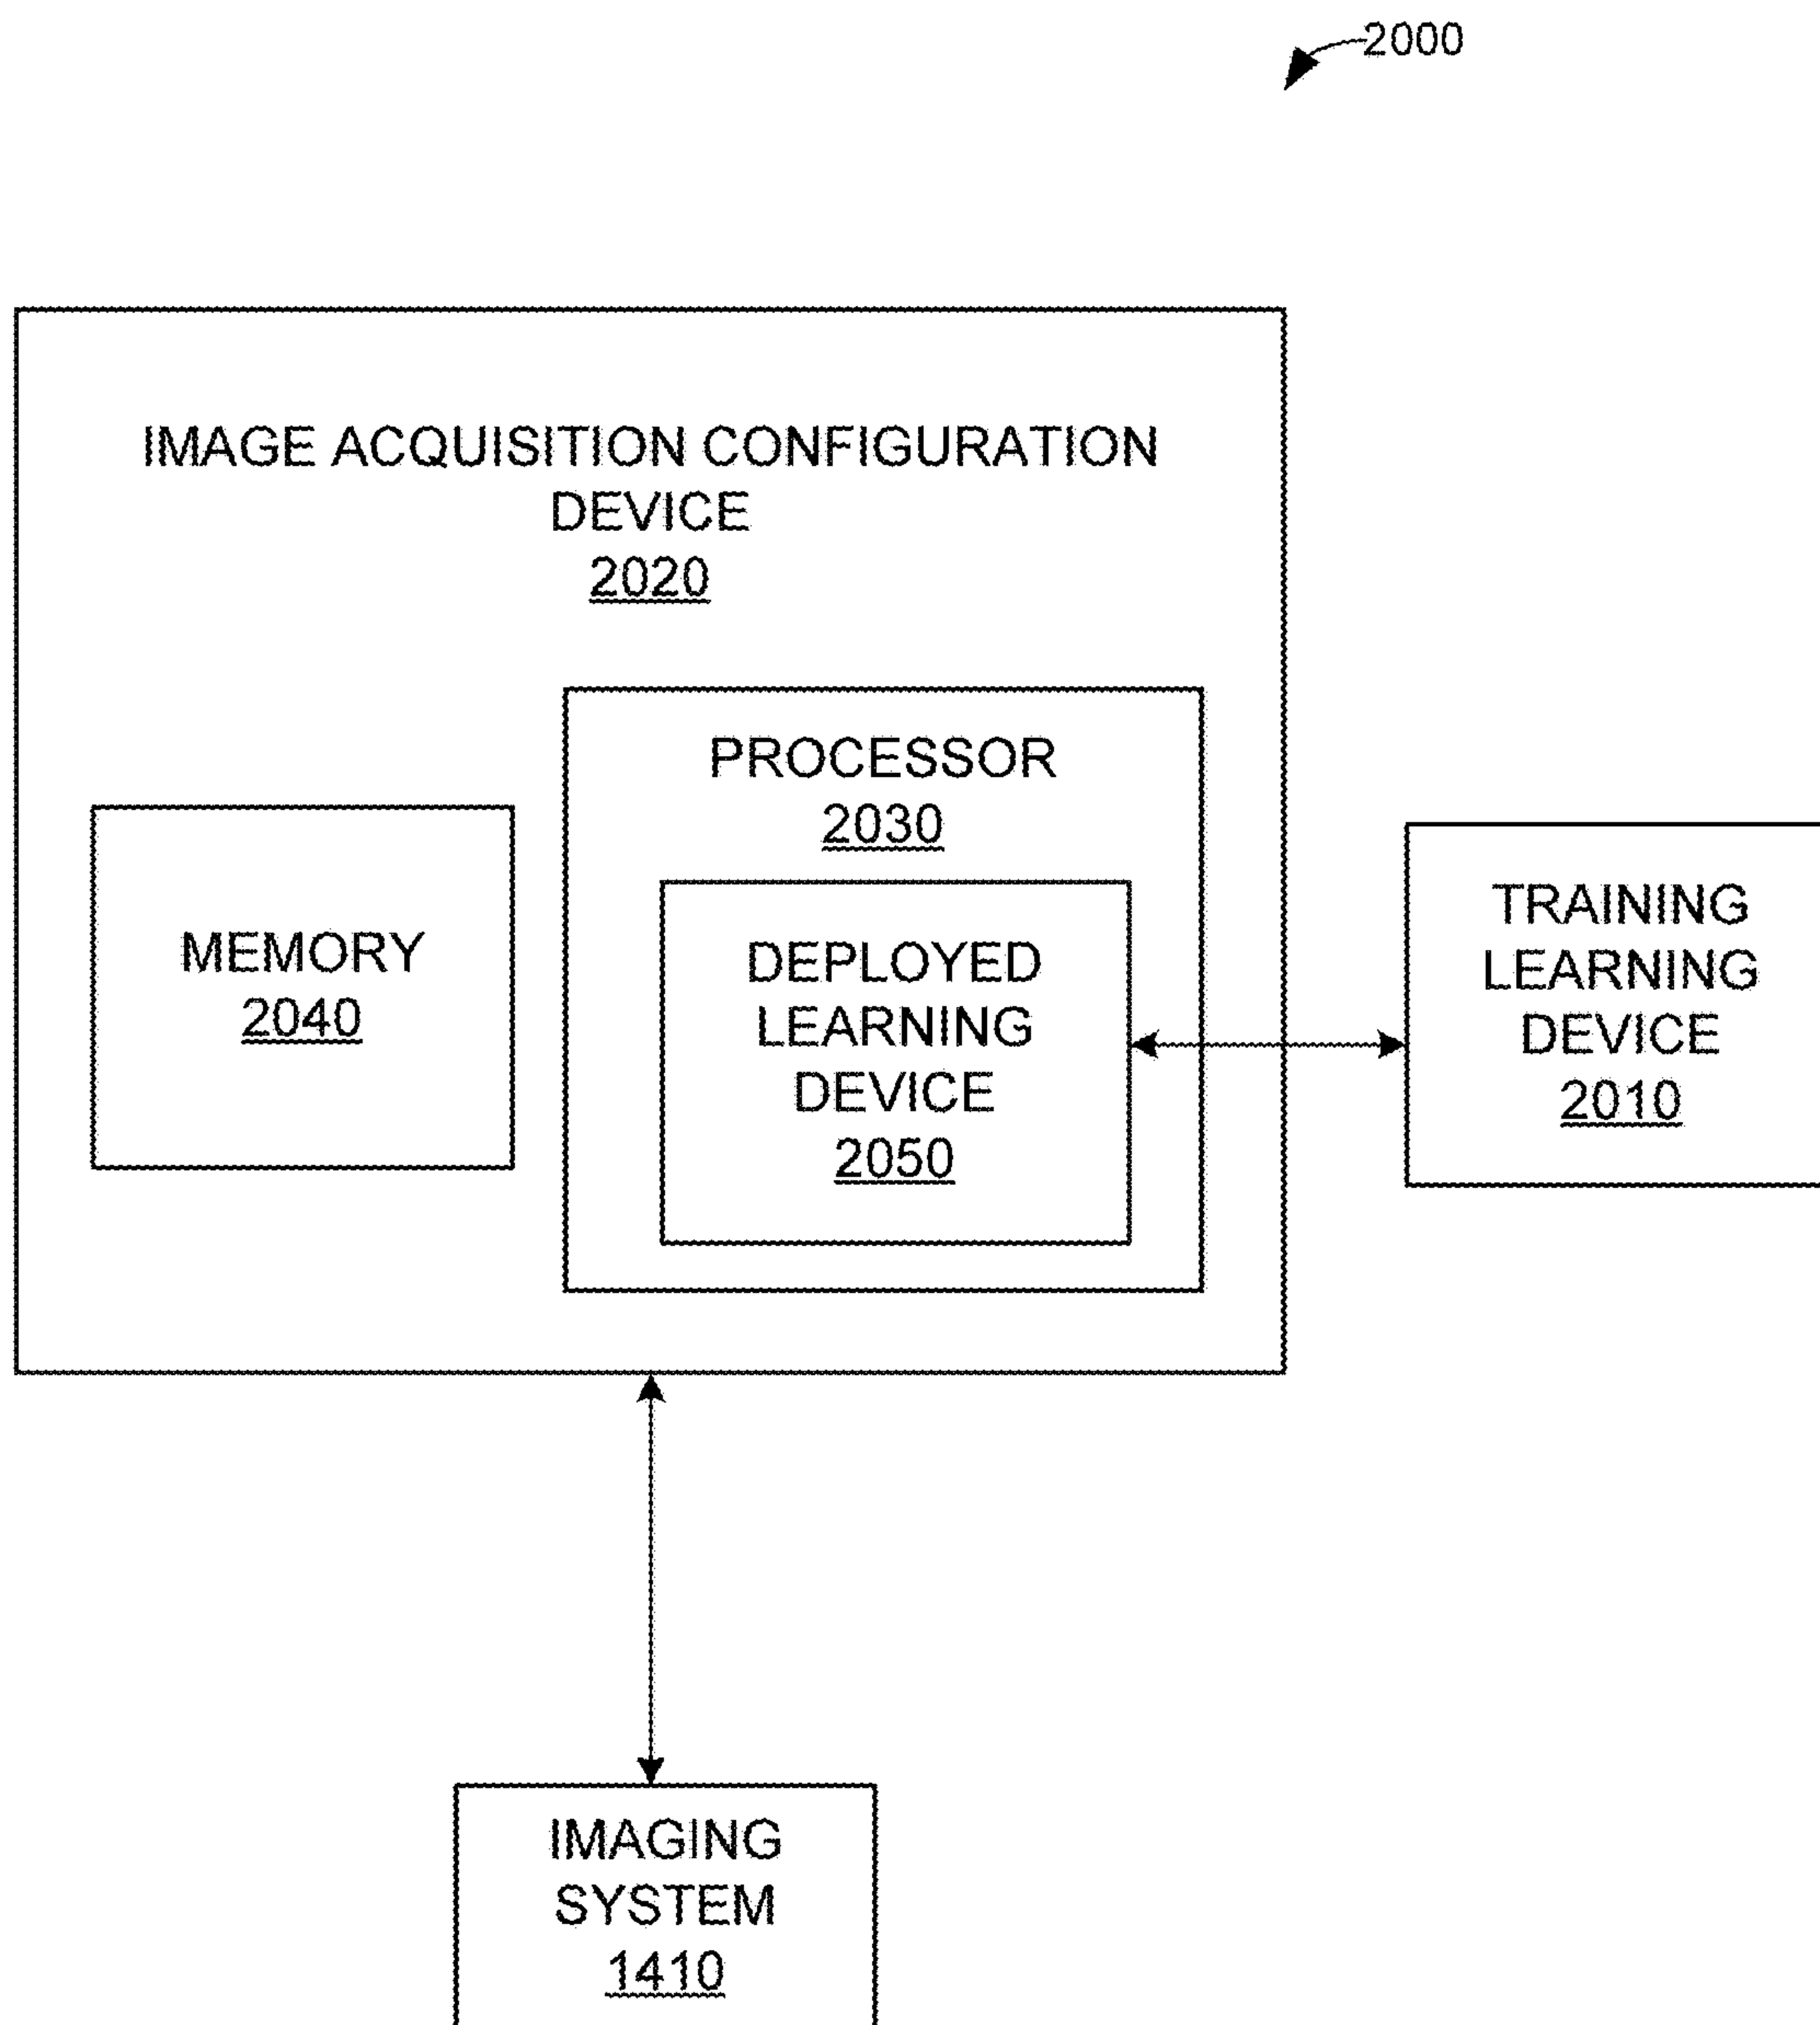 2000
IMAGE ACQUISITION CONFIGURATION
DEVICE
2020
PROCESSOR
2030
MEMORY
2040
DEPLOYED
LEARNING
DEVICE
2050
TRAINING
LEARNING
DEVICE
2010
IMAGING
SYSTEM
1410